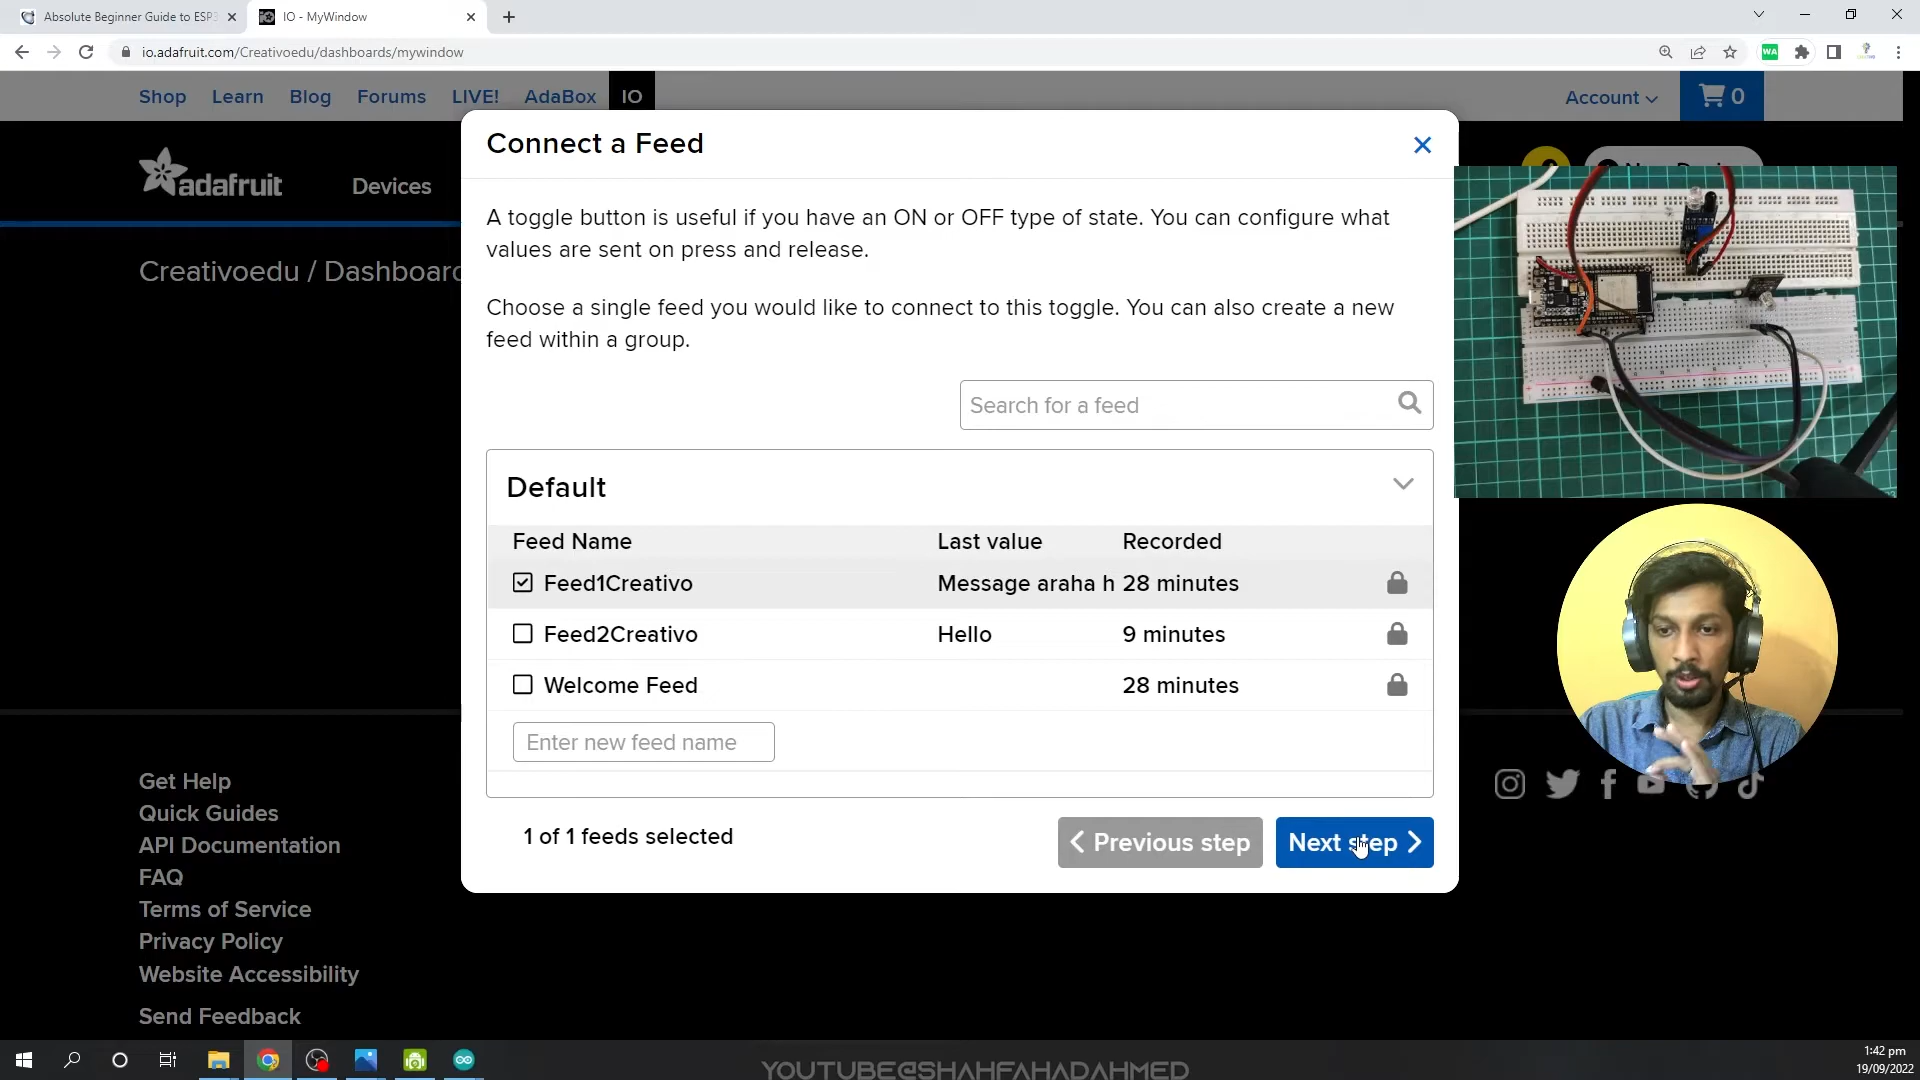 Absolute Beginner Guide to ESP3
IO - MyWindow
io.adafruit.com/Creativoedu/dashboards/mywindow
WA
Shop Learn Blog Forums LIVE! AdaBox IO
Account 0
adafruit
Devices
Creativoedu / Dashboard
Connect a Feed
A toggle button is useful if you have an ON or OFF type of state. You can configure what
values are sent on press and release.
Choose a single feed you would like to connect to this toggle. You can also create a new
feed within a group.
Search for a feed
Default
Feed Name Last value Recorded
Feed1Creativo Message araha h 28 minutes
Feed2Creativo Hello 9 minutes
Welcome Feed 28 minutes
Enter new feed name
1 of 1 feeds selected
Previous step
Next step
Get Help
Quick Guides
API Documentation
FAQ
Terms of Service
Privacy Policy
Website Accessibility
Send Feedback
YOUTUBE@SHAHFAHADAHMED
1:42 pm
19/09/2022